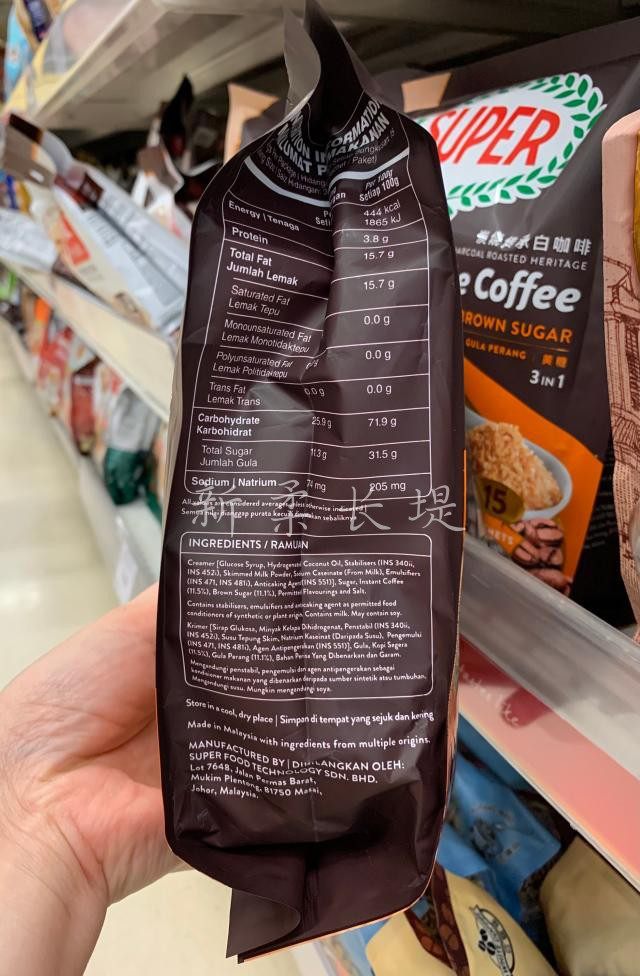 SUPER
白咖啡
CHARCOAL ROASTED HERITAGE
Coffee
BROWN SUGAR
GULA PERANG 黄糖
3 IN 1
15
Per 100g
Setiap 100g
Energy | Tenaga
444 kcal
1865 kJ
Protein
3.8 g
Total Fat
Jumlah Lemak
15.7 g
Saturated Fat
Lemak Tepu
15.7 g
Monounsaturated Fat
Lemak Monotidaktepu
0.0 g
Polyunsaturated Fat
Lemak Politidaktepu
0.0 g
Trans Fat
Lemak Trans
0.0 g 0.0 g
Carbohydrate
Karbohidrat
25.9 g 71.9 g
Total Sugar
Jumlah Gula
11.3 g 31.5 g
Sodium | Natrium
74 mg 205 mg
新柔长堤
INGREDIENTS / RAMUAN
Creamer [Glucose Syrup, Hydrogenated Coconut Oil, Stabilisers (INS 340ii,
INS 452i), Skimmed Milk Powder, Sodium Caseinate (From Milk), Emulsifiers
(INS 471, INS 481i), Anticaking Agent (INS 551)], Sugar, Instant Coffee
(11.5%), Brown Sugar (11.1%), Permitted Flavourings and Salt.
Contains stabilisers, emulsifiers and anticaking agent as permitted food
conditioners of synthetic or plant origin. Contains milk. May contain soy.
Krimer [Sirap Glukosa, Minyak Kelapa Dihidrogenat, Penstabil (INS 340ii,
INS 452i), Susu Tepung Skim, Natrium Kaseinat (Daripada Susu), Pengemulsi
(INS 471, INS 481i), Agen Antipengerakan (INS 551)], Gula, Kopi Segera
(11.5%), Gula Perang (11.1%), Bahan Perisa Yang Dibenarkan dan Garam.
Mengandungi penstabil, pengemulsi dan agen antipengerakan sebagai
kondisioner makanan yang dibenarkan daripada sumber sintetik atau tumbuhan.
Mengandungi susu. Mungkin mengandungi soya.
Store in a cool, dry place | Simpan di tempat yang sejuk dan kering
Made in Malaysia with ingredients from multiple origins.
MANUFACTURED BY | DIKILANGKAN OLEH:
SUPER FOOD TECHNOLOGY SDN. BHD.
Lot 7648, Jalan Permas Barat,
Mukim Plentong, 81750 Masai,
Johor, Malaysia.